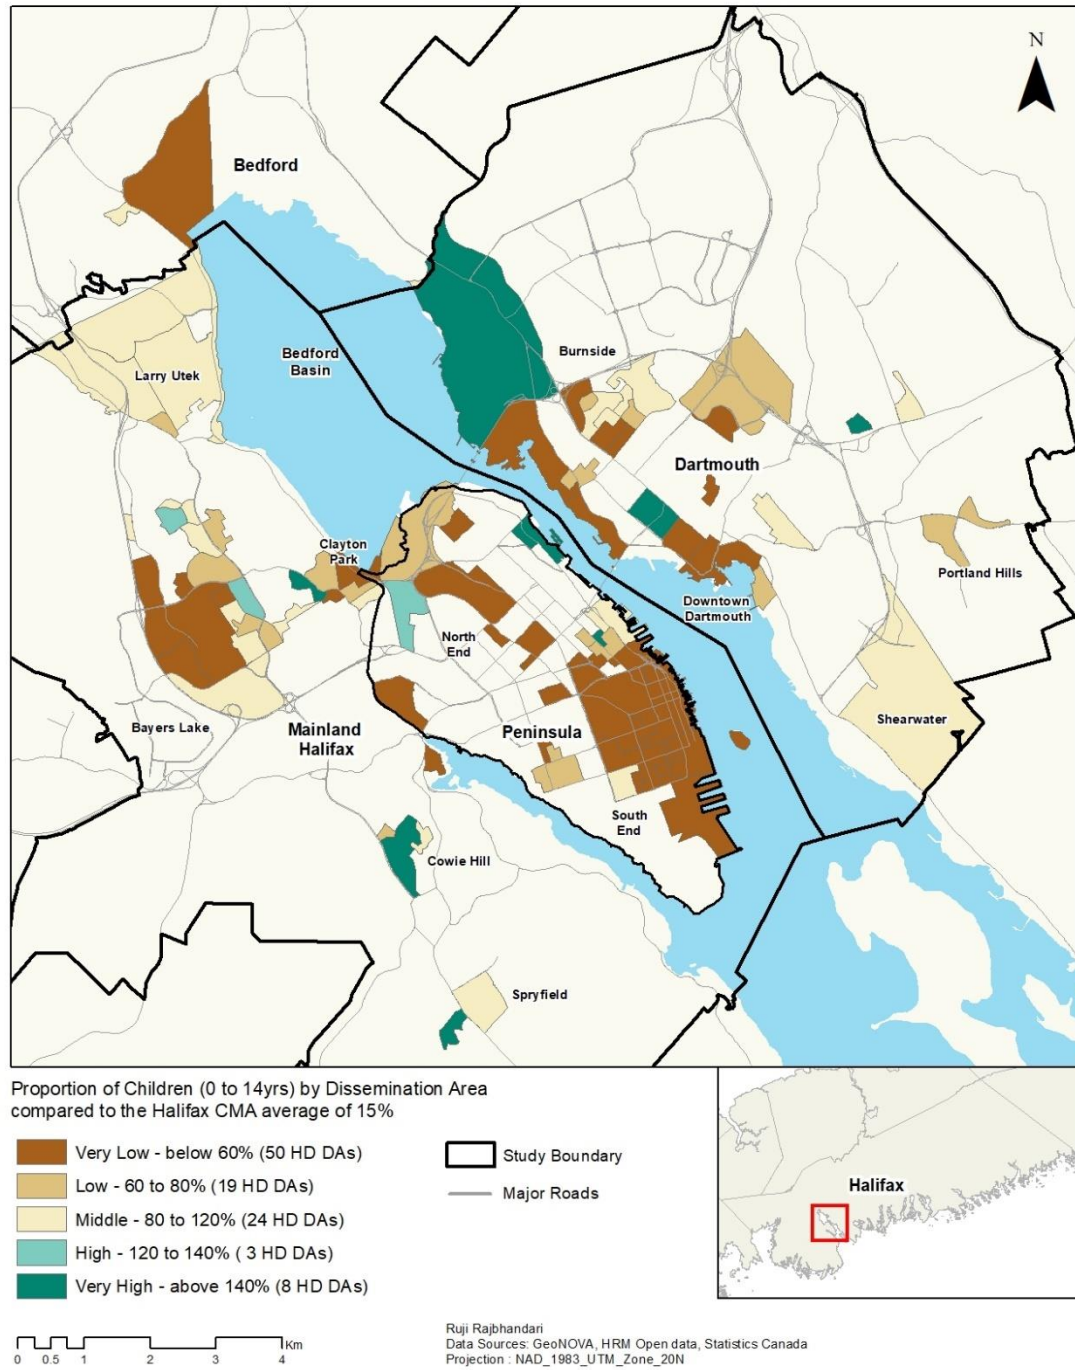 N
Bedford
Bedford
Basin
Burnside
Larry Utek
Dartmouth
Clayton
Park
Portland Hills
Downtown
Dartmouth
North
End
Shearwater
Bayers Lake
Mainland
Halifax
Peninsula
South
End
Cowie Hill
Spryfield
Proportion of Children (0 to 14yrs) by Dissemination Area
compared to the Halifax CMA average of 15%
Very Low - below 60% (50 HD DAs)
Low - 60 to 80% (19 HD DAs)
Middle - 80 to 120% (24 HD DAs)
High - 120 to 140% ( 3 HD DAs)
Very High - above 140% (8 HD DAs)
Study Boundary
Major Roads
Halifax
Km
0 0.5 1 2 3 4
Ruji Rajbhandari
Data Sources: GeoNOVA, HRM Open data, Statistics Canada
Projection : NAD_1983_UTM_Zone_20N